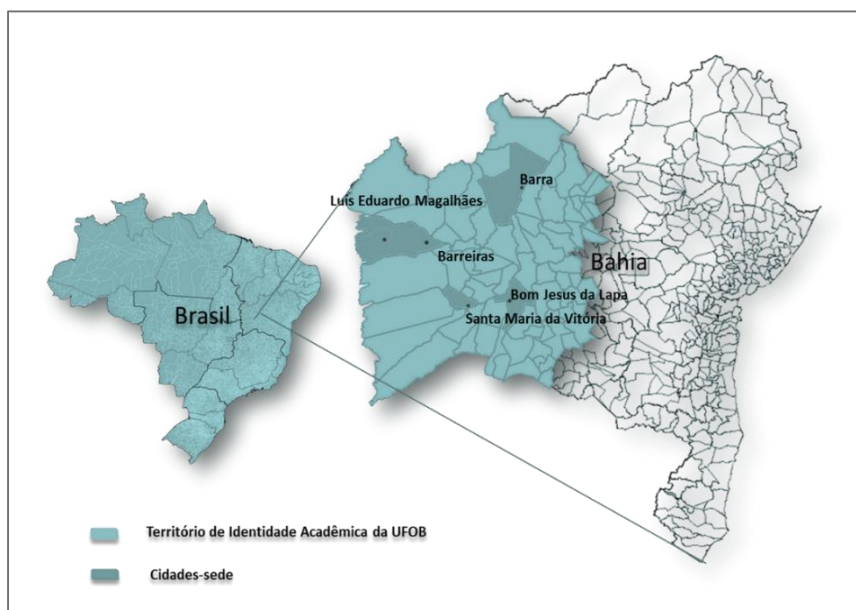 Barra
Luís Eduardo Magalhães
Barreiras
Bahia
Bom Jesus da Lapa
Brasil
Santa Maria da Vitória
Território de Identidade Acadêmica da UFOB
Cidades-sede